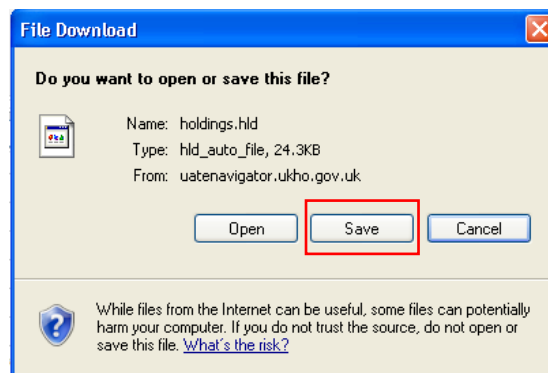 File Download
Do you want to open or save this file?
Name: holdings.hld
Type: hld_auto_file, 24.3KB
From: uatenavigator.ukho.gov.uk
Open Save Cancel
While files from the Internet can be useful, some files can potentially
harm your computer. If you do not trust the source, do not open or
save this file. What's the risk?